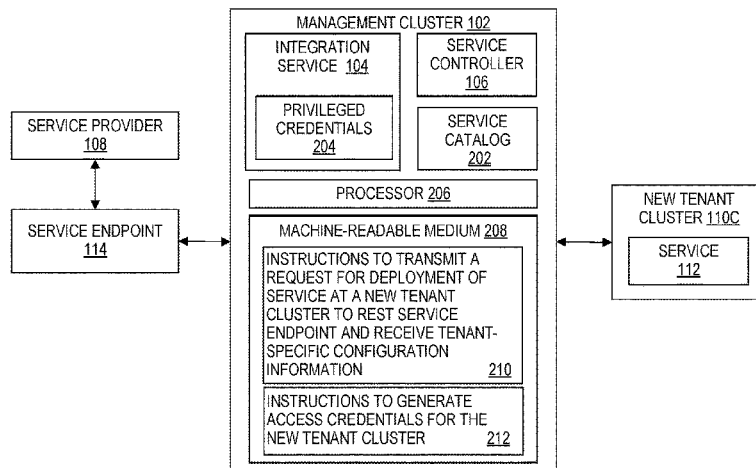 MANAGEMENT CLUSTER 102
INTEGRATION
SERVICE 104
PRIVILEGED
CREDENTIALS
204
SERVICE
CONTROLLER
106
SERVICE
CATALOG
202
SERVICE PROVIDER
108
SERVICE ENDPOINT
114
PROCESSOR 206
MACHINE-READABLE MEDIUM 208
INSTRUCTIONS TO TRANSMIT A
REQUEST FOR DEPLOYMENT OF
SERVICE AT A NEW TENANT
CLUSTER TO REST SERVICE
ENDPOINT AND RECEIVE TENANT-
SPECIFIC CONFIGURATION
INFORMATION 210
INSTRUCTIONS TO GENERATE
ACCESS CREDENTIALS FOR THE
NEW TENANT CLUSTER 212
NEW TENANT
CLUSTER 110C
SERVICE
112